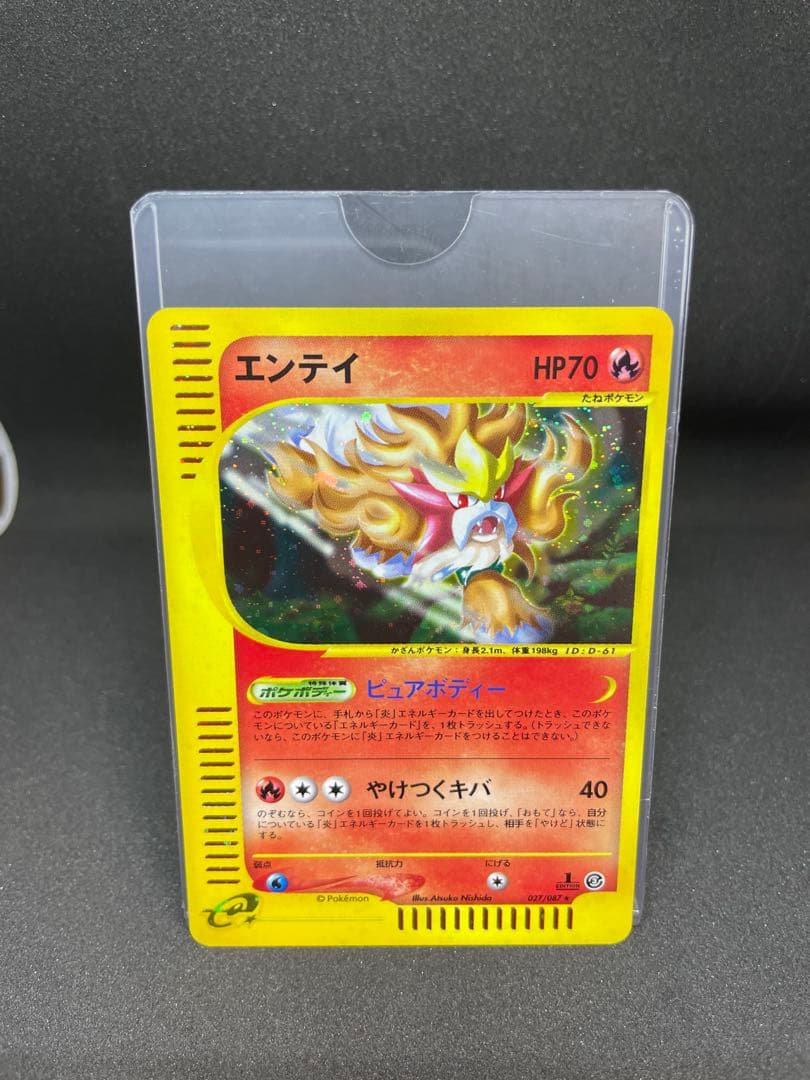 エンテイ HP70
たねポケモン
かざんポケモン：身長2.1m、体重198kg ID:D-61
特殊体質
ポケボディー ピュアボディー
このポケモンに、手札から「炎」エネルギーカードを出してつけたとき、このポケ
モンについている「エネルギーカード」を、1枚トラッシュする。（トラッシュできな
いなら、このポケモンに「炎」エネルギーカードをつけることはできない。）
やけつくキバ 40
のぞむなら、コインを1回投げてよい。コインを1回投げ、「おもて」なら、自分
についている「炎」エネルギーカードを1枚トラッシュし、相手を「やけど」状態に
する。
弱点 抵抗力 にげる
1
EDITION
© Pokémon Illus. Atsuko Nishida 027/087 ★
e